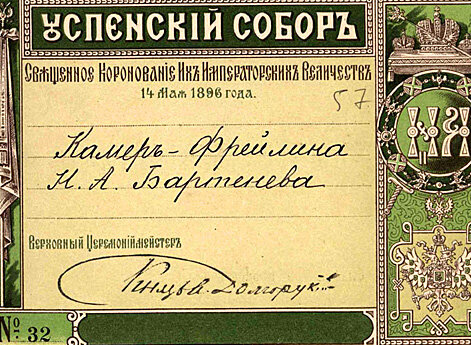 УСПЕНСКІЙ СОБОРЪ
Священное Коронованіе Ихъ Императорскихъ Величествъ
14 Мая 1896 года.
57
Камеръ-Фрейлина
Н. А. Бартенева
Верховный Церемоніймейстеръ
Князь А. Долгорук
№ 32